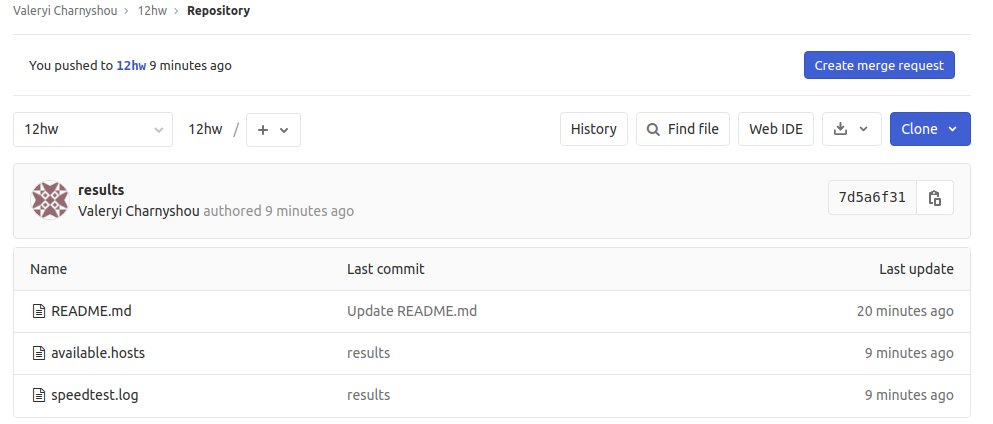 Valeryi Charnyshou > 12hw > Repository
You pushed to 12hw 9 minutes ago
Create merge request
12hw
12hw / +
History
Find file
Web IDE
Clone
results
Valeryi Charnyshou authored 9 minutes ago
7d5a6f31
Name Last commit Last update
README.md Update README.md 20 minutes ago
available.hosts results 9 minutes ago
speedtest.log results 9 minutes ago